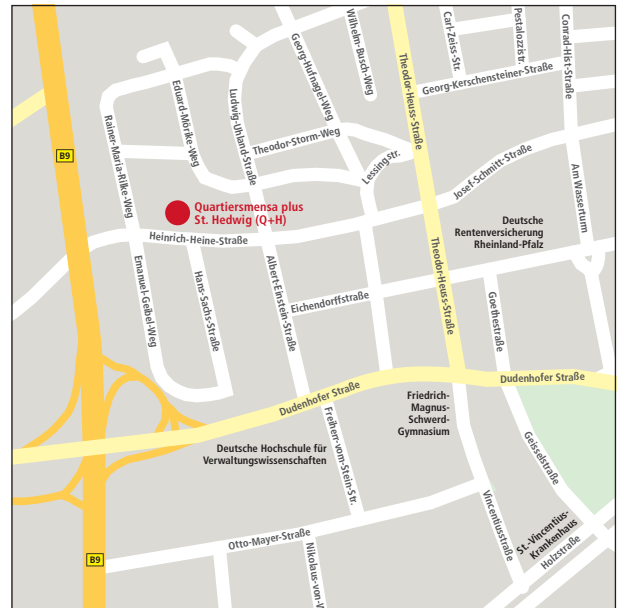 Wilhelm-Busch-Weg
Georg-Hufnagel-Weg
Theodor-Heuss-Straße
Carl-Zeiss-Str.
Pestalozzistr.
Conrad-Hist-Straße
Georg-Kerschensteiner-Straße
Eduard-Mörike-Weg
Ludwig-Uhland-Straße
Rainer-Maria-Rilke-Weg
Theodor-Storm-Weg
Lessingstr.
Josef-Schmitt-Straße
Am Wasserturm
B9
Quartiersmensa plus
St. Hedwig (Q+H)
Heinrich-Heine-Straße
Deutsche
Rentenversicherung
Rheinland-Pfalz
Emanuel-Geibel-Weg
Hans-Sachs-Straße
Albert-Einstein-Straße
Eichendorffstraße
Theodor-Heuss-Straße
Goethestraße
Dudenhofer Straße
Dudenhofer Straße
Friedrich-
Magnus-
Schwerd-
Gymnasium
Freiherr-vom-Stein-Str.
Deutsche Hochschule für
Verwaltungswissenschaften
Geisselstraße
Vincentiusstraße
St.-Vincentius-
Krankenhaus
Holzstraße
Otto-Mayer-Straße
Nikolaus-von-W
B9